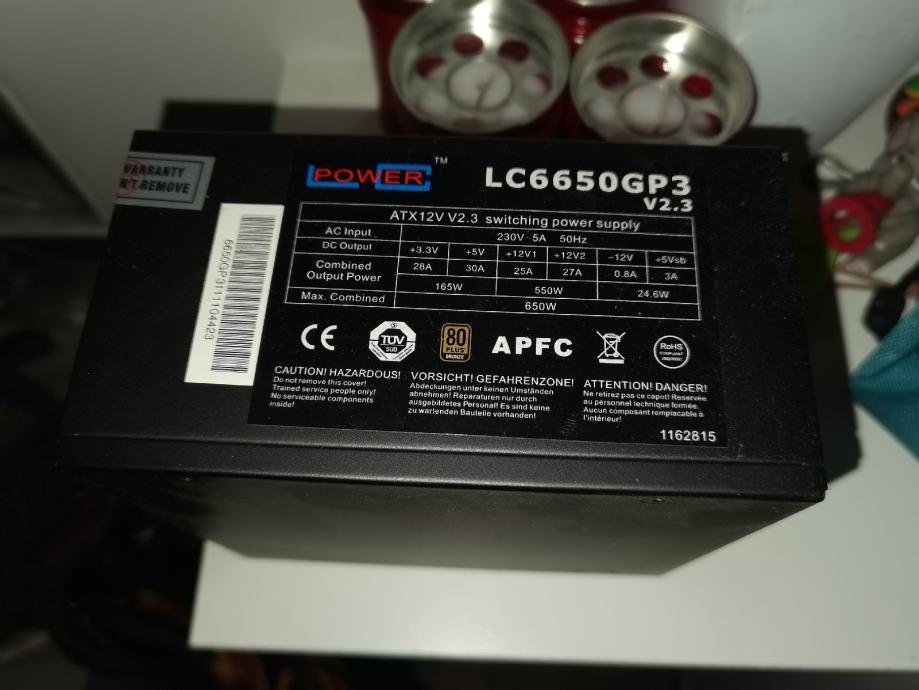 WARRANTY
N'T REMOVE
LC POWER™
LC6650GP3
V2.3
6650GP3111104423
ATX12V V2.3 switching power supply
AC Input 230V~5A 50Hz
DC Output +3.3V +5V +12V1 +12V2 -12V +5Vsb
Combined Output Power 28A 30A 25A 27A 0.8A 3A
165W 550W 24.6W
Max. Combined 650W
CE
TÜV
SÜD
80
PLUS
BRONZE
APFC
RoHS
COMPLIANT
CAUTION! HAZARDOUS!
Do not remove this cover!
Trained service people only!
No serviceable components
inside!
VORSICHT! GEFAHRENZONE!
Abdeckungen unter keinen Umständen
abnehmen! Reparaturen nur durch
ausgebildetes Personal! Es sind keine
zu wartenden Bauteile vorhanden!
ATTENTION! DANGER!
Ne retirez pas ce capot! Reservée
au personnel technique formée.
Aucun composant remplaçable à
l'intérieur!
1162815